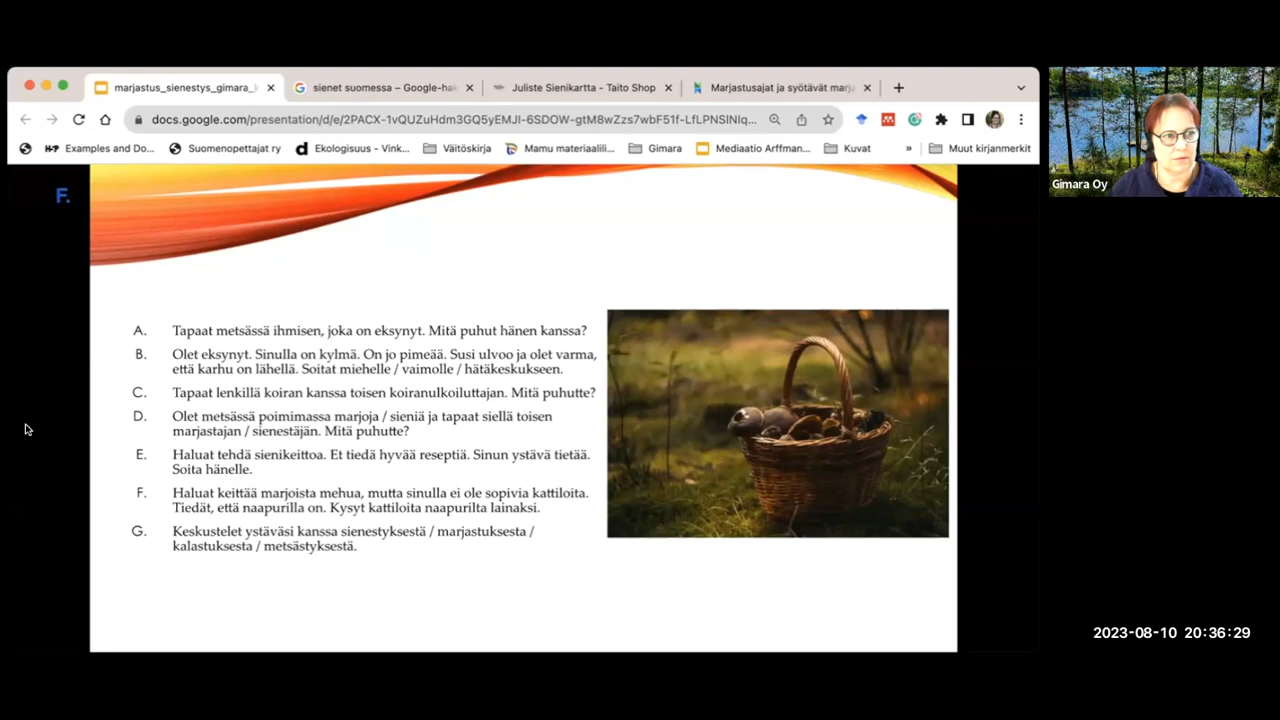 marjastus_sienestys_gimara_k
sienet suomessa – Google-hak
Juliste Sienikartta - Taito Shop
Marjastusajat ja syötävät marja
docs.google.com/presentation/d/e/2PACX-1vQUZuHdm3GQ5yEMJI-6SDOW-gtM8wZzs7wbF51f-LfLPNSINIq...
Examples and Do...
Suomenopettajat ry
Ekologisuus - Vink...
Väitöskirja
Mamu materiaalili...
Gimara
Mediaatio Arffman...
Kuvat
»
Muut kirjanmerkit
F.
Gimara Oy
A. Tapaat metsässä ihmisen, joka on eksynyt. Mitä puhut hänen kanssa?
B. Olet eksynyt. Sinulla on kylmä. On jo pimeää. Susi ulvoo ja olet varma,
että karhu on lähellä. Soitat miehelle / vaimolle / hätäkeskukseen.
C. Tapaat lenkillä koiran kanssa toisen koiranulkoiluttajan. Mitä puhutte?
D. Olet metsässä poimimassa marjoja / sieniä ja tapaat siellä toisen
marjastajan / sienestäjän. Mitä puhutte?
E. Haluat tehdä sienikeittoa. Et tiedä hyvää reseptiä. Sinun ystävä tietää.
Soita hänelle.
F. Haluat keittää marjoista mehua, mutta sinulla ei ole sopivia kattiloita.
Tiedät, että naapurilla on. Kysyt kattiloita naapurilta lainaksi.
G. Keskustelet ystäväsi kanssa sienestyksestä / marjastuksesta /
kalastuksesta / metsästyksestä.
2023-08-10 20:36:29